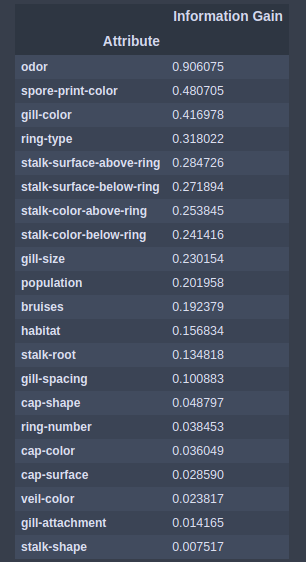 Information Gain
Attribute
odor 0.906075
spore-print-color 0.480705
gill-color 0.416978
ring-type 0.318022
stalk-surface-above-ring 0.284726
stalk-surface-below-ring 0.271894
stalk-color-above-ring 0.253845
stalk-color-below-ring 0.241416
gill-size 0.230154
population 0.201958
bruises 0.192379
habitat 0.156834
stalk-root 0.134818
gill-spacing 0.100883
cap-shape 0.048797
ring-number 0.038453
cap-color 0.036049
cap-surface 0.028590
veil-color 0.023817
gill-attachment 0.014165
stalk-shape 0.007517